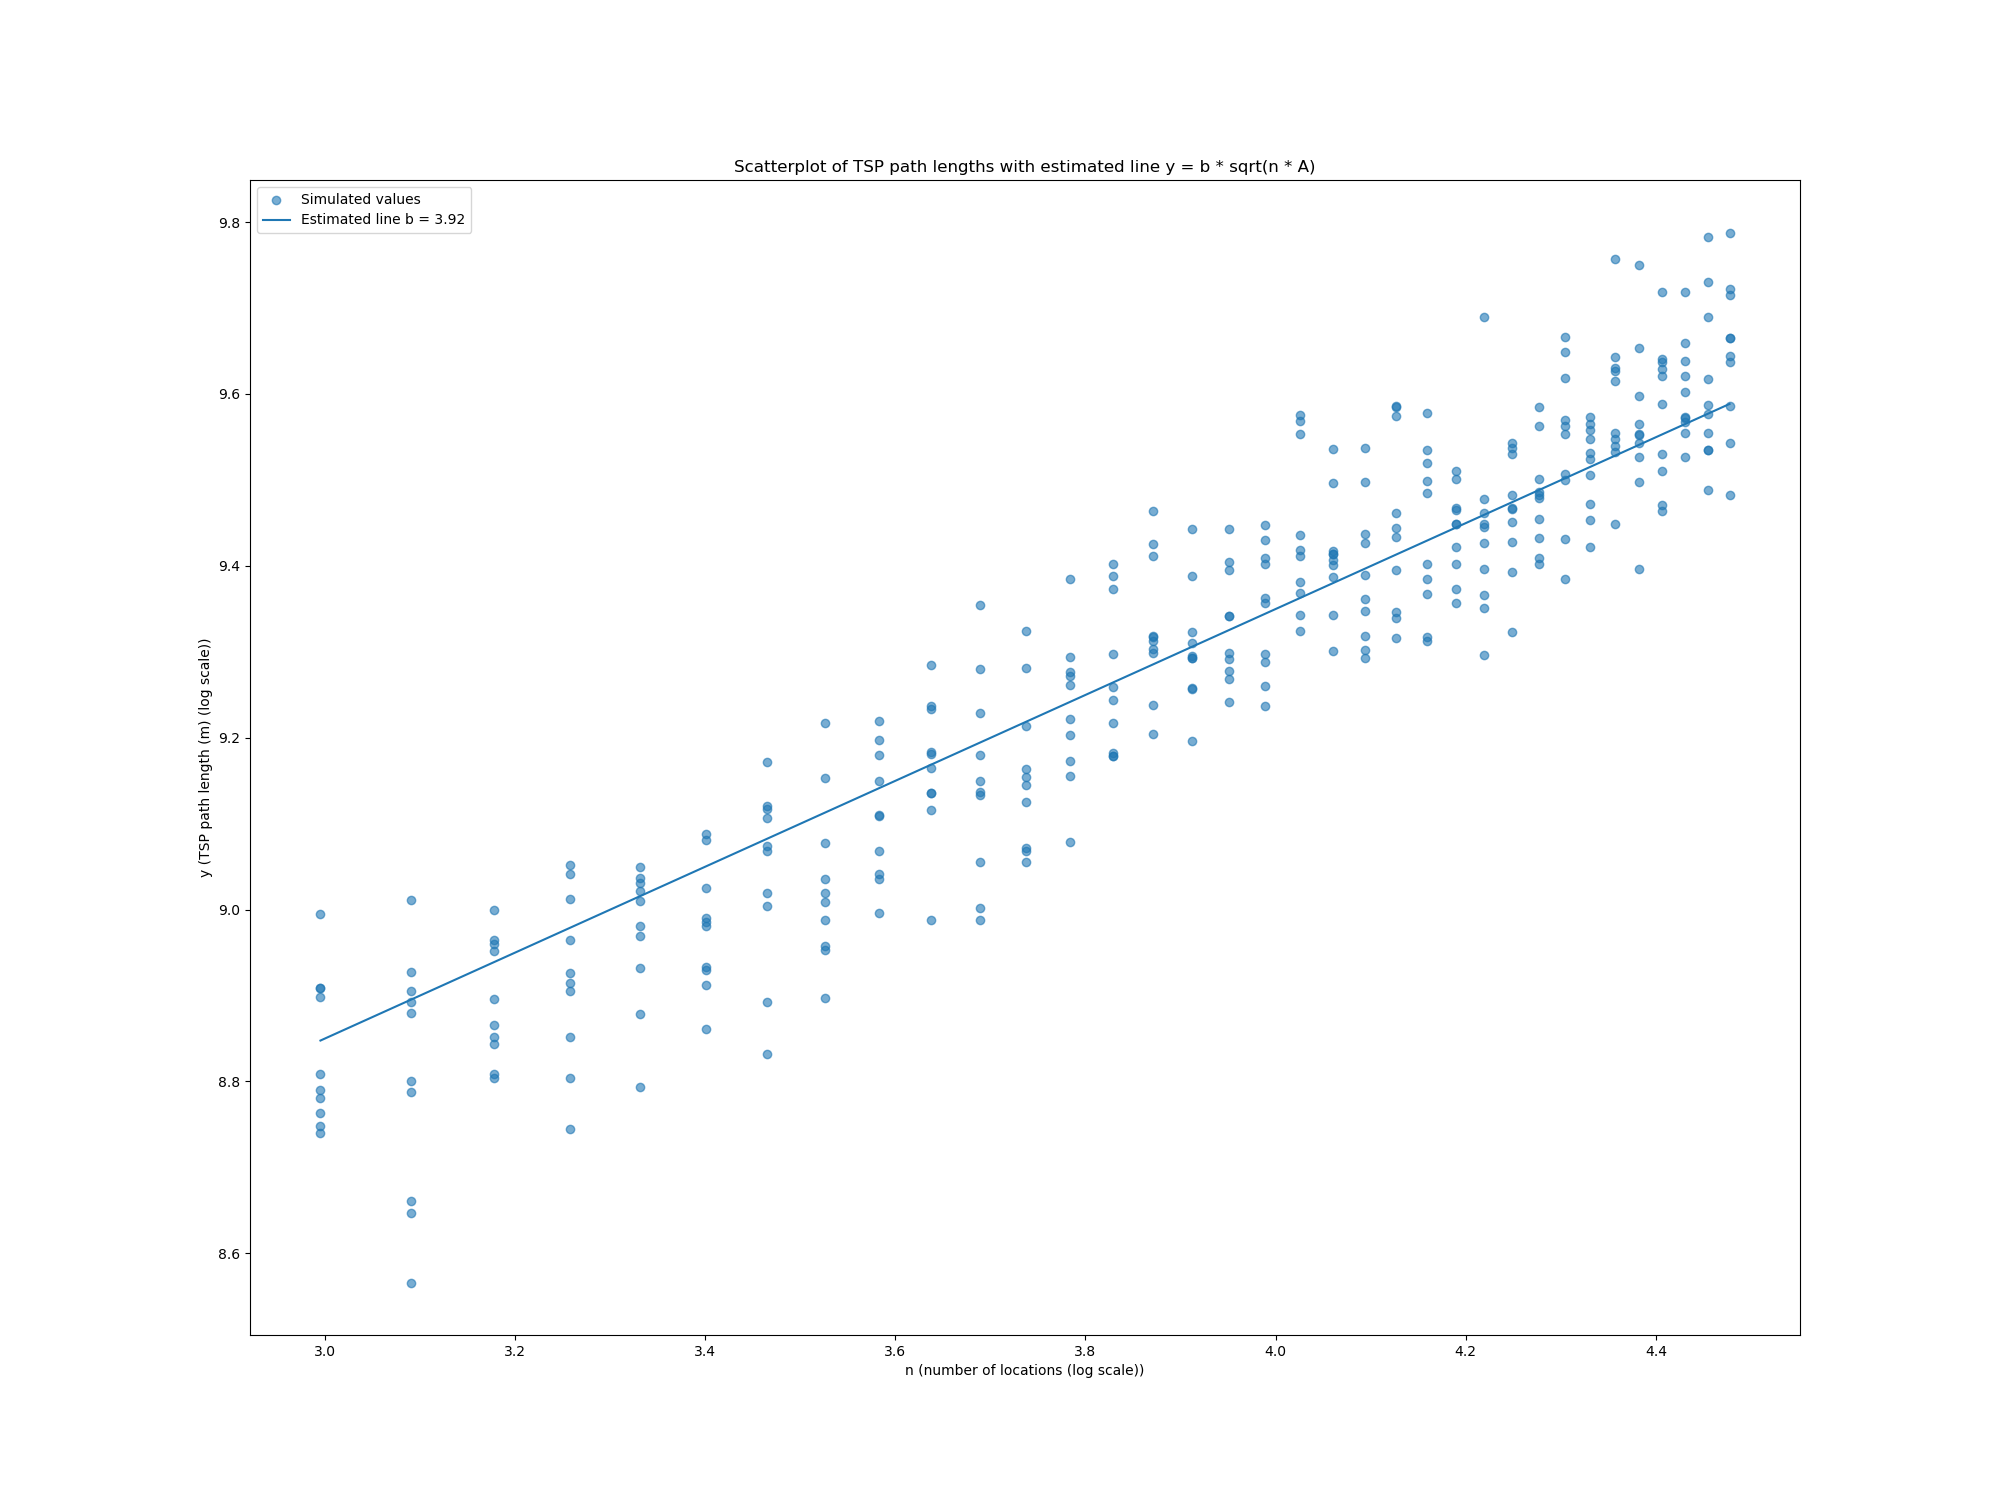 Scatterplot of TSP path lengths with estimated line y = b * sqrt(n * A)
Simulated values
Estimated line b = 3.92
y (TSP path length (m) (log scale))
9.8
9.6
9.4
9.2
9.0
8.8
8.6
3.0 3.2 3.4 3.6 3.8 4.0 4.2 4.4
n (number of locations (log scale))